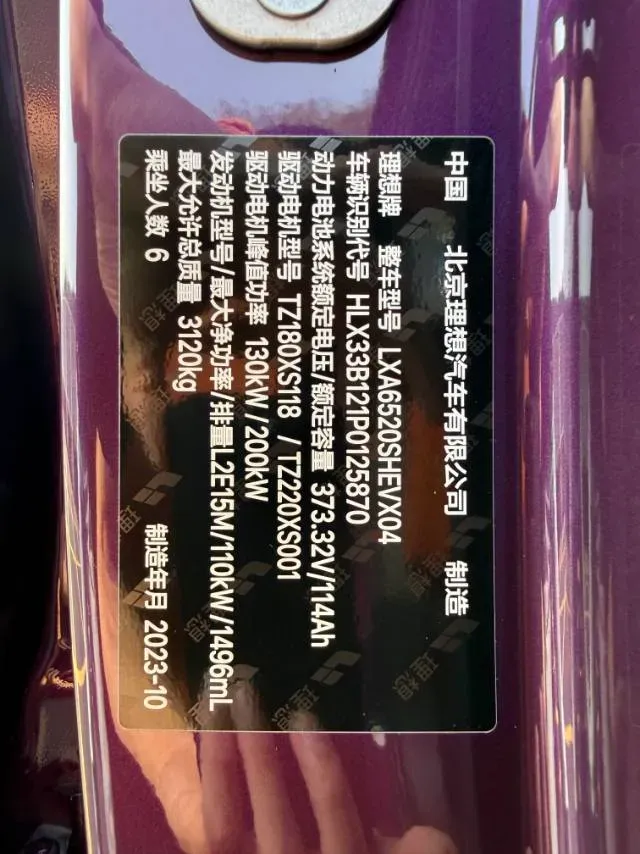 中国 北京理想汽车有限公司 制造
理想牌 整车型号 LXA6520SHEVX04
车辆识别代号 HLX33B121P0125870
动力电池系统额定电压/额定容量 373.32V/114Ah
驱动电机型号 TZ180XS118 / TZ220XS001
驱动电机峰值功率 130kW/200kW
发动机型号/最大净功率/排量L2E15M/110kW/1496mL
最大允许总质量 3120kg
乘坐人数 6 制造年月 2023-10